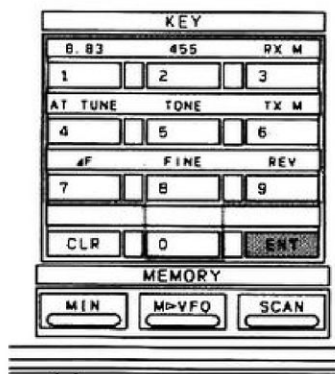 KEY
8.83 455 RX M
1 2 3
AT TUNE TONE TX M
4 5 6
⊿F FINE REV
7 8 9
CLR 0 ENT
MEMORY
MIN M▷VFO SCAN